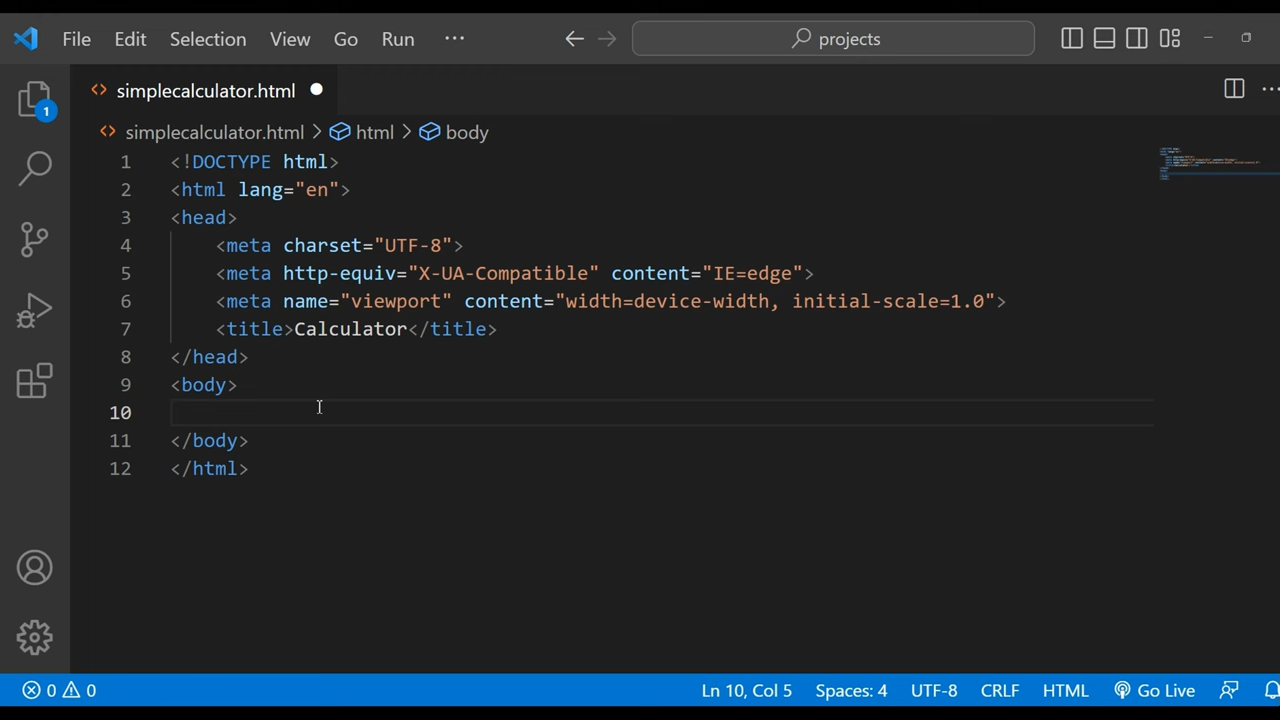 File Edit Selection View Go Run ··· projects
simplecalculator.html
1
simplecalculator.html > html > body
1 <!DOCTYPE html>
2 <html lang="en">
3 <head>
4 <meta charset="UTF-8">
5 <meta http-equiv="X-UA-Compatible" content="IE=edge">
6 <meta name="viewport" content="width=device-width, initial-scale=1.0">
7 <title>Calculator</title>
8 </head>
9 <body>
10
11 </body>
12 </html>
0 0 Ln 10, Col 5 Spaces: 4 UTF-8 CRLF HTML Go Live